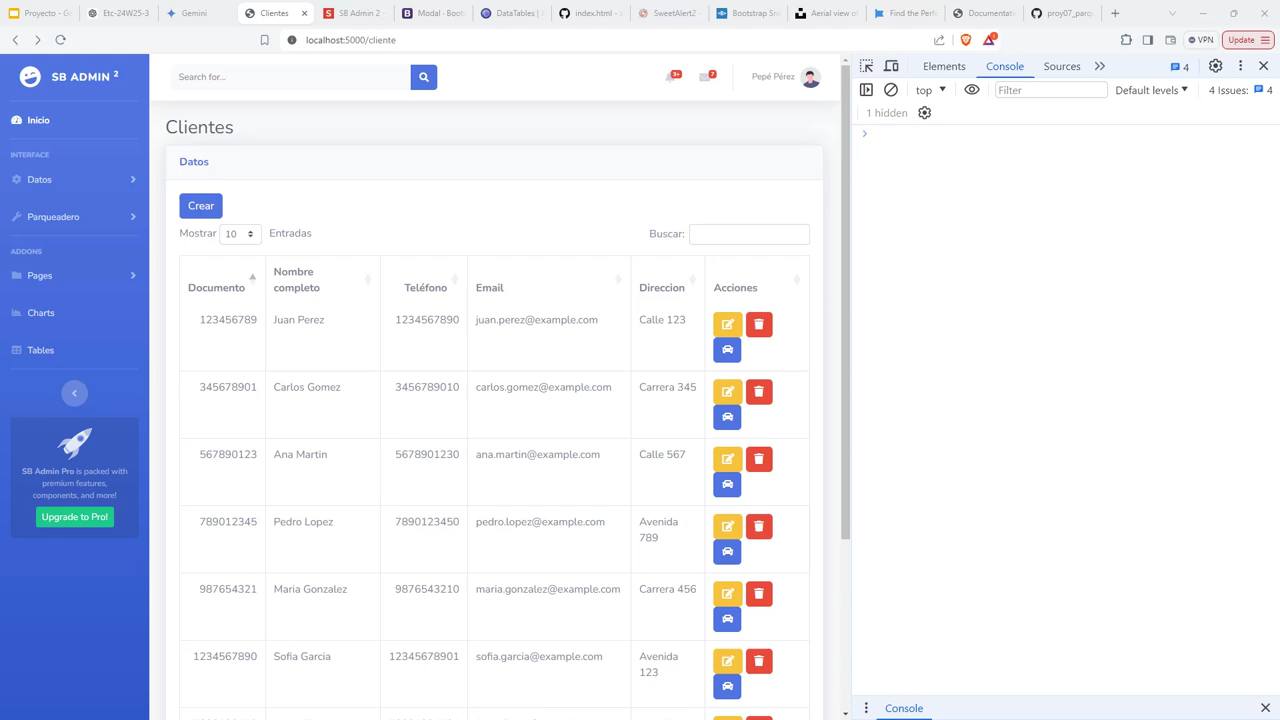 Proyecto - G
Etc-24W25-3
Gemini
Clientes
SB Admin 2 -
Modal · Boots
DataTables | A
index.html - x
SweetAlert2
Bootstrap Sni
Aerial view of
Find the Perf
Documentati
proy07_parq
localhost:5000/cliente
VPN
Update
SB ADMIN 2
Search for...
3+
7
Pepé Pérez
Elements
Console
Sources
4
top
Filter
Default levels
4 Issues:
4
1 hidden
Inicio
INTERFACE
Datos
Parqueadero
ADDONS
Pages
Charts
Tables
SB Admin Pro is packed with
premium features,
components, and more!
Upgrade to Pro!
Clientes
Datos
Crear
Mostrar 10 Entradas
Buscar:
Documento
Nombre
completo
Teléfono
Email
Direccion
Acciones
123456789 Juan Perez 1234567890 juan.perez@example.com Calle 123
345678901 Carlos Gomez 3456789010 carlos.gomez@example.com Carrera 345
567890123 Ana Martin 5678901230 ana.martin@example.com Calle 567
789012345 Pedro Lopez 7890123450 pedro.lopez@example.com Avenida
789
987654321 Maria Gonzalez 9876543210 maria.gonzalez@example.com Carrera 456
1234567890 Sofia Garcia 12345678901 sofia.garcia@example.com Avenida
123
Console